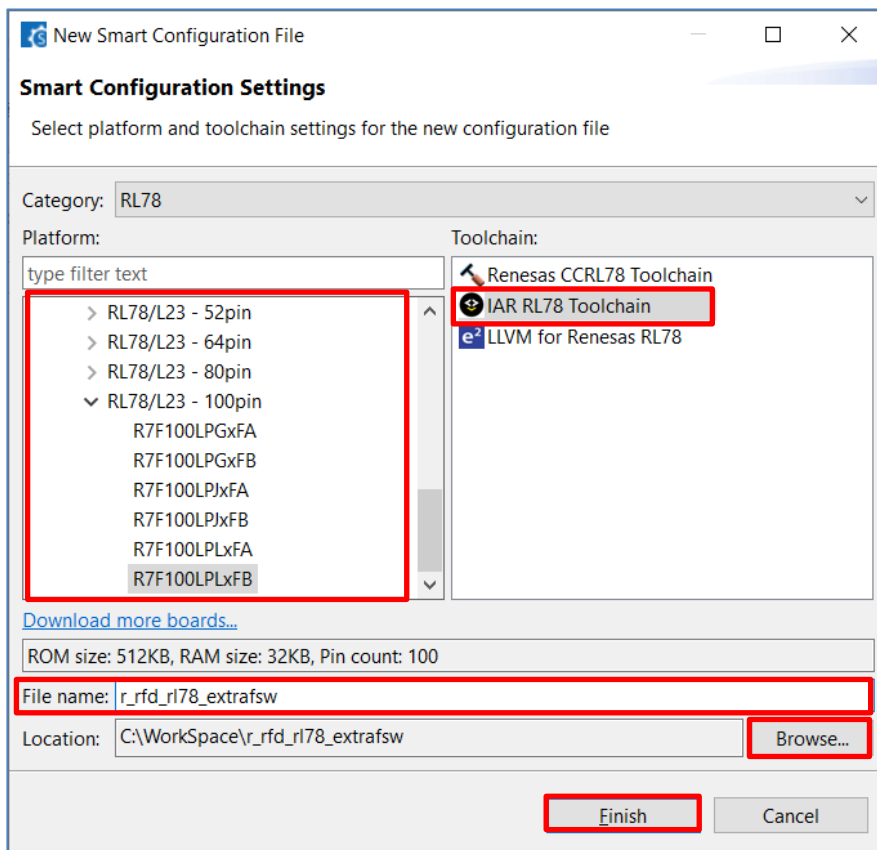 New Smart Configuration File
Smart Configuration Settings
Select platform and toolchain settings for the new configuration file
Category: RL78
Platform:
Toolchain:
type filter text
RL78/L23 - 52pin
RL78/L23 - 64pin
RL78/L23 - 80pin
RL78/L23 - 100pin
R7F100LPGxFA
R7F100LPGxFB
R7F100LPJxFA
R7F100LPJxFB
R7F100LPLxFA
R7F100LPLxFB
Renesas CCRL78 Toolchain
IAR RL78 Toolchain
e² LLVM for Renesas RL78
Download more boards...
ROM size: 512KB, RAM size: 32KB, Pin count: 100
File name: r_rfd_rl78_extrafsw
Location: C:\WorkSpace\r_rfd_rl78_extrafsw Browse...
Finish Cancel